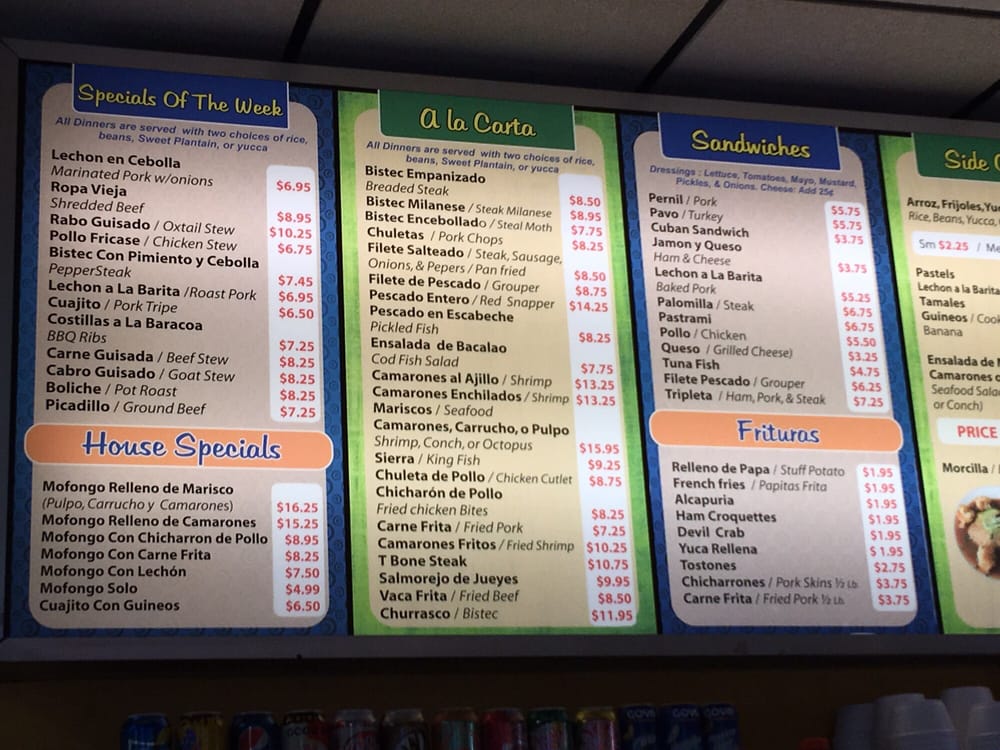 Specials Of The Week
All Dinners are served with two choices of rice,
beans, Sweet Plantain, or yucca
Lechon en Cebolla
Marinated Pork w/onions $6.95
Ropa Vieja
Shredded Beef $8.95
Rabo Guisado / Oxtail Stew $10.25
Pollo Fricase / Chicken Stew $6.75
Bistec Con Pimiento y Cebolla
PepperSteak $7.45
Lechon a La Barita /Roast Pork $6.95
Cuajito / Pork Tripe $6.50
Costillas a La Baracoa
BBQ Ribs $7.25
Carne Guisada / Beef Stew $8.25
Cabro Guisado / Goat Stew $8.25
Boliche / Pot Roast $8.25
Picadillo / Ground Beef $7.25
House Specials
Mofongo Relleno de Marisco
(Pulpo, Carrucho y Camarones) $16.25
Mofongo Relleno de Camarones $15.25
Mofongo Con Chicharron de Pollo $8.95
Mofongo Con Carne Frita $8.25
Mofongo Con Lechón $7.50
Mofongo Solo $4.99
Cuajito Con Guineos $6.50
A la Carta
All Dinners are served with two choices of rice,
beans, Sweet Plantain, or yucca
Bistec Empanizado
Breaded Steak $8.50
Bistec Milanese / Steak Milanese $8.95
Bistec Encebollado / Steal Moth $7.75
Chuletas / Pork Chops $8.25
Filete Salteado / Steak, Sausage,
Onions, & Pepers / Pan fried $8.50
Filete de Pescado / Grouper $8.75
Pescado Entero / Red Snapper $14.25
Pescado en Escabeche
Pickled Fish $8.25
Ensalada de Bacalao
Cod Fish Salad $7.75
Camarones al Ajillo / Shrimp $13.25
Camarones Enchilados / Shrimp $13.25
Mariscos / Seafood
Camarones, Carrucho, o Pulpo
Shrimp, Conch, or Octopus $15.95
Sierra / King Fish $9.25
Chuleta de Pollo / Chicken Cutlet $8.75
Chicharón de Pollo
Fried chicken Bites $8.25
Carne Frita / Fried Pork $7.25
Camarones Fritos / Fried Shrimp $10.25
T Bone Steak $10.75
Salmorejo de Jueyes $9.95
Vaca Frita / Fried Beef $8.50
Churrasco / Bistec $11.95
Sandwiches
Dressings : Lettuce, Tomatoes, Mayo, Mustard,
Pickles, & Onions. Cheese: Add 25¢
Pernil / Pork $5.75
Pavo / Turkey $5.75
Cuban Sandwich $3.75
Jamon y Queso
Ham & Cheese $3.75
Lechon a La Barita
Baked Pork $5.25
Palomilla / Steak $6.75
Pastrami $6.75
Pollo / Chicken $5.50
Queso / Grilled Cheese) $3.25
Tuna Fish $4.75
Filete Pescado / Grouper $6.25
Tripleta / Ham, Pork, & Steak $7.25
Frituras
Relleno de Papa / Stuff Potato $1.95
French fries / Papitas Frita $1.95
Alcapuria $1.95
Ham Croquettes $1.95
Devil Crab $1.95
Yuca Rellena $1.95
Tostones $2.75
Chicharrones / Pork Skins ½ Lb. $3.75
Carne Frita / Fried Pork ½ Lb. $3.75
Side
Arroz, Frijoles,
Rice, Beans, Yucca,
Sm $2.25 /
Pastels
Lechon a la Barita
Tamales
Guineos /
Banana
Ensalada de
Camarones
Seafood
or Conch)
PRICE
Morcilla /